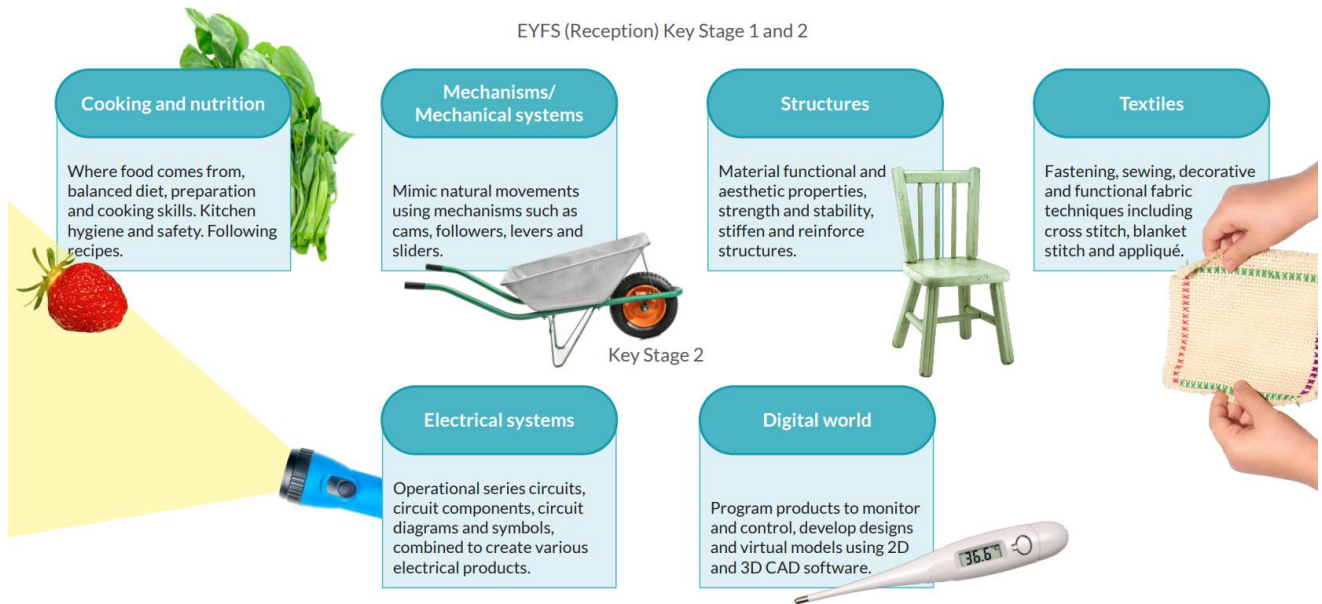 EYFS (Reception) Key Stage 1 and 2
Cooking and nutrition
Where food comes from,
balanced diet, preparation
and cooking skills. Kitchen
hygiene and safety. Following
recipes.
Mechanisms/
Mechanical systems
Mimic natural movements
using mechanisms such as
cams, followers, levers and
sliders.
Structures
Material functional and
aesthetic properties,
strength and stability,
stiffen and reinforce
structures.
Textiles
Fastening, sewing, decorative
and functional fabric
techniques including
cross stitch, blanket
stitch and appliqué.
Key Stage 2
Electrical systems
Operational series circuits,
circuit components, circuit
diagrams and symbols,
combined to create various
electrical products.
Digital world
Program products to monitor
and control, develop designs
and virtual models using 2D
and 3D CAD software.
36.6°C